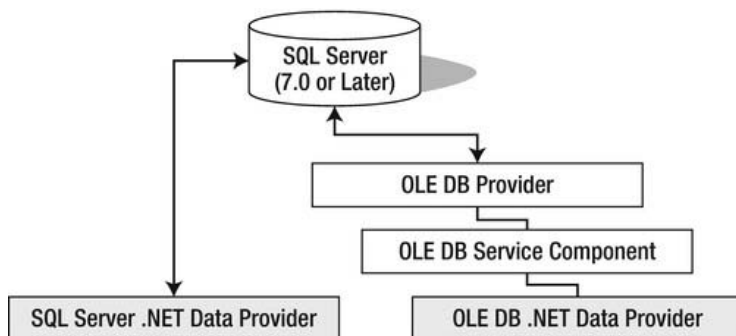 SQL Server
(7.0 or Later)
OLE DB Provider
OLE DB Service Component
SQL Server .NET Data Provider
OLE DB .NET Data Provider